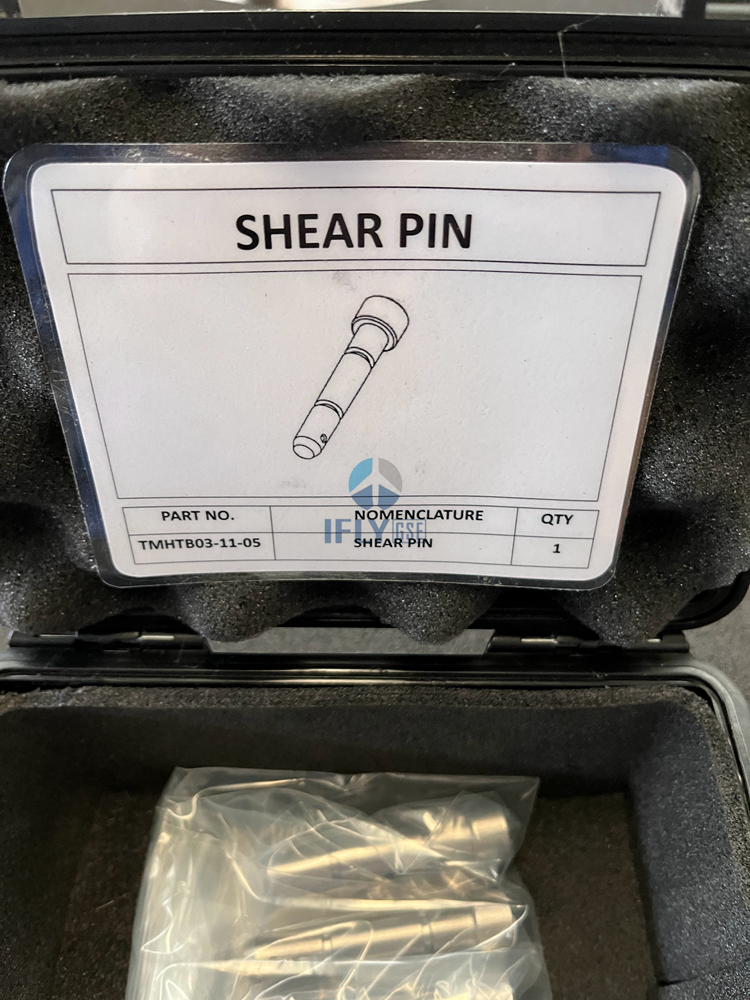 SHEAR PIN
PART NO. NOMENCLATURE QTY
IFLY GSE
TMHTB03-11-05 SHEAR PIN 1